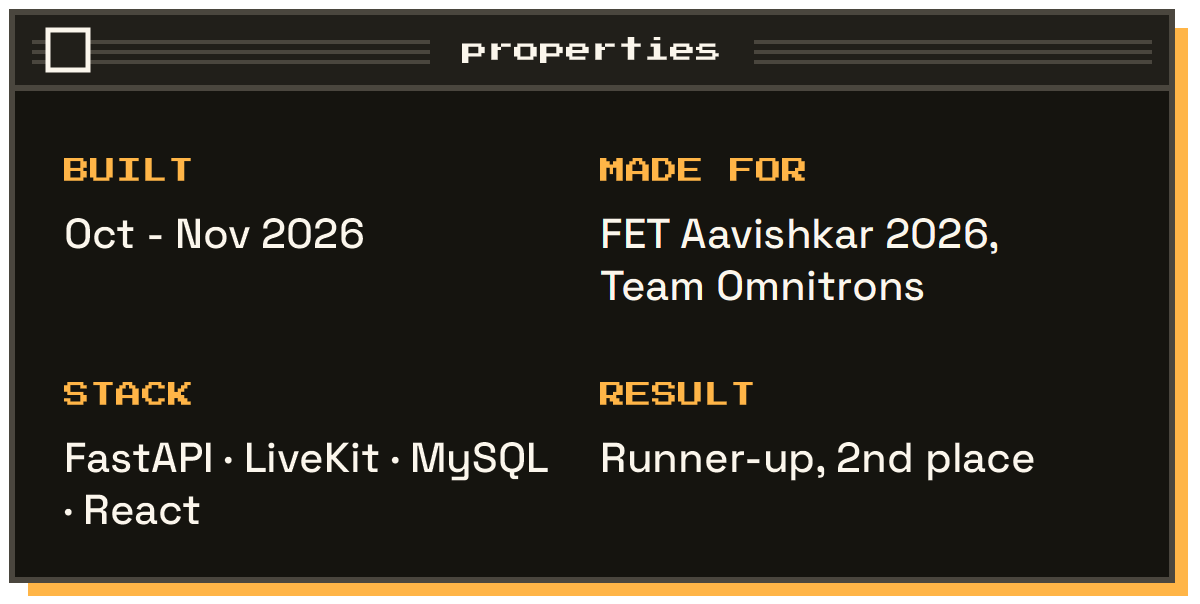 properties
BUILT
Oct - Nov 2026
MADE FOR
FET Aavishkar 2026,
Team Omnitrons
STACK
FastAPI · LiveKit · MySQL
· React
RESULT
Runner-up, 2nd place